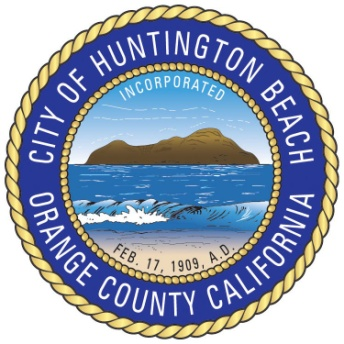 CITY OF HUNTINGTON BEACH
INCORPORATED
FEB. 17, 1909, A.D.
ORANGE COUNTY CALIFORNIA